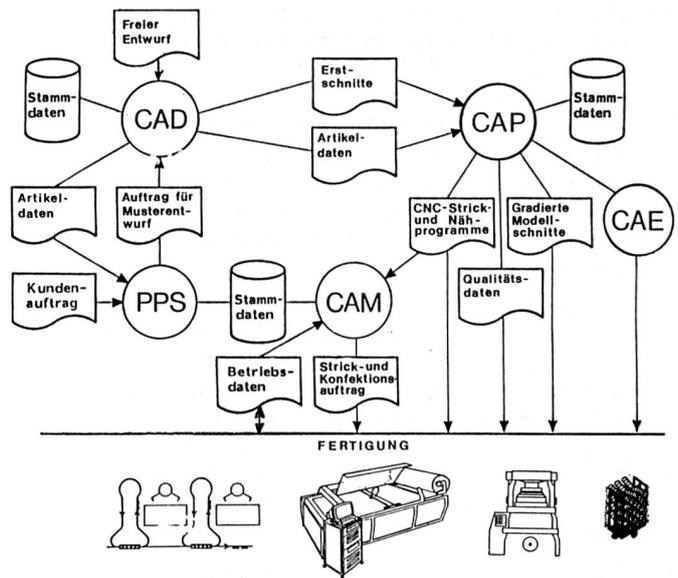 Freier
Entwurf
Stamm-
daten
CAD
Erst-
schnitte
Artikel-
daten
CAP
Stamm-
daten
Artikel-
daten
Auftrag für
Musterent-
wurf
CNC-Strick-
und Näh-
programme
Gradierte
Modell-
schnitte
CAE
Kunden-
auftrag
PPS
Stamm-
daten
CAM
Qualitäts-
daten
Betriebs-
daten
Strick-und
Konfektions-
auftrag
FERTIGUNG